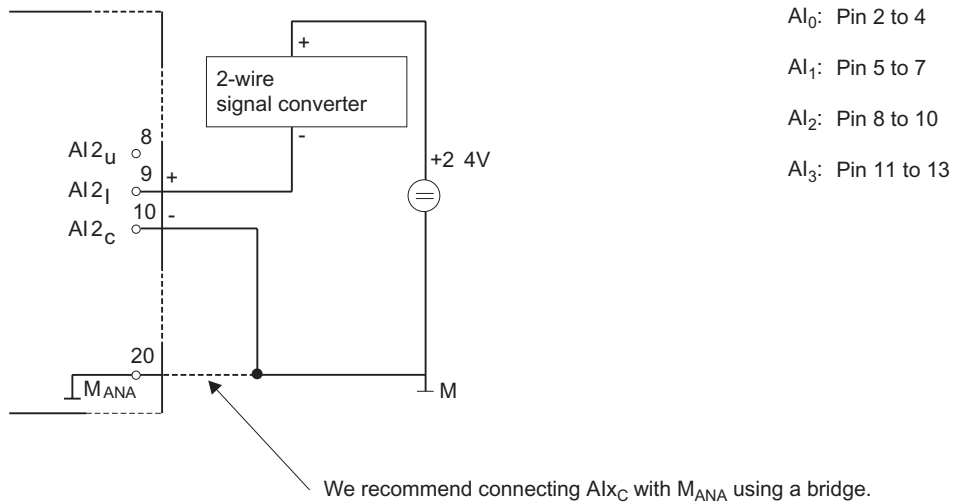 AI0: Pin 2 to 4
AI1: Pin 5 to 7
AI2: Pin 8 to 10
AI3: Pin 11 to 13
+
2-wire
signal converter
-
+2 4V
AI2u 8
AI2I 9 +
AI2C 10 -
20
MANA
M
We recommend connecting AIxC with MANA using a bridge.